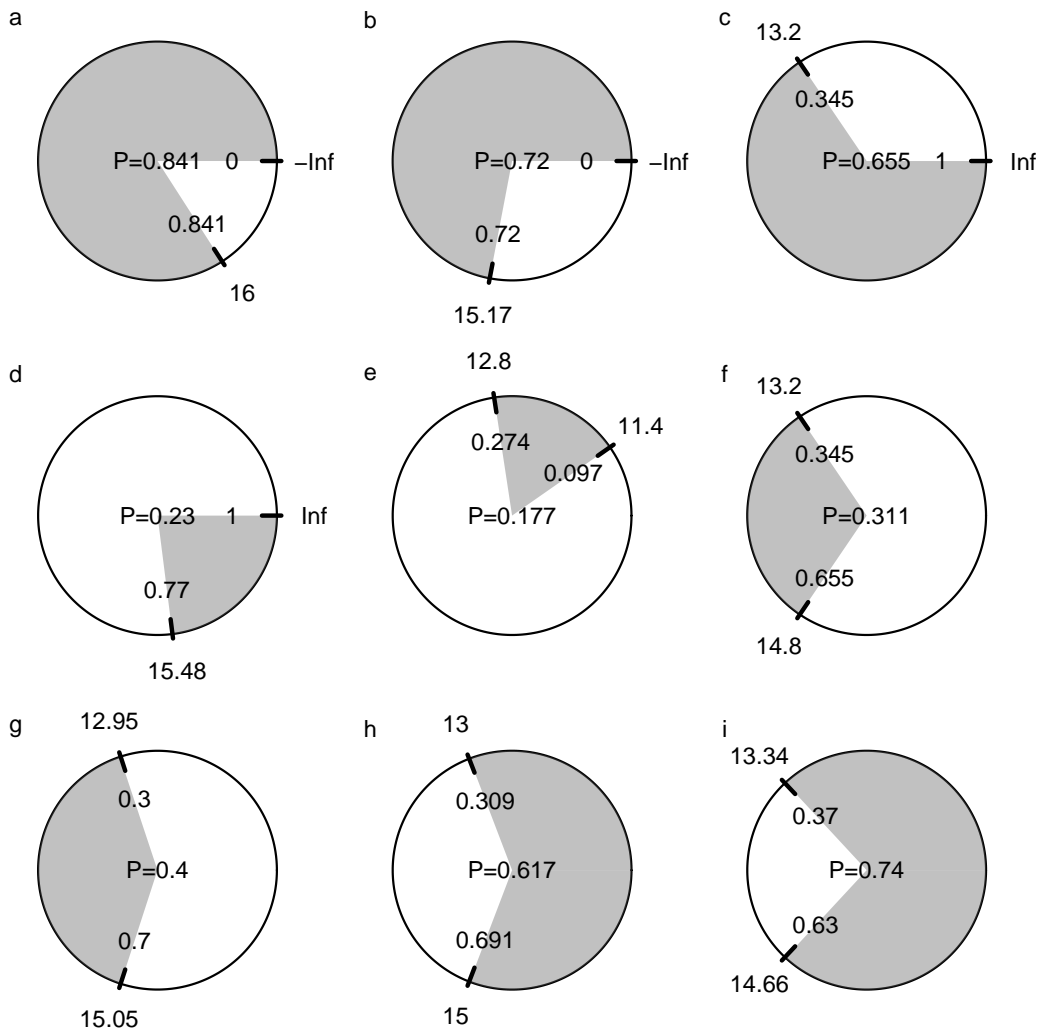 a
P=0.841 0 −Inf
0.841
16
b
P=0.72 0 −Inf
0.72
15.17
c
13.2
0.345
P=0.655 1 Inf
d
P=0.23 1 Inf
0.77
15.48
e
12.8
11.4
0.274
0.097
P=0.177
f
13.2
0.345
P=0.311
0.655
14.8
g
12.95
0.3
P=0.4
0.7
15.05
h
13
0.309
P=0.617
0.691
15
i
13.34
0.37
P=0.74
0.63
14.66